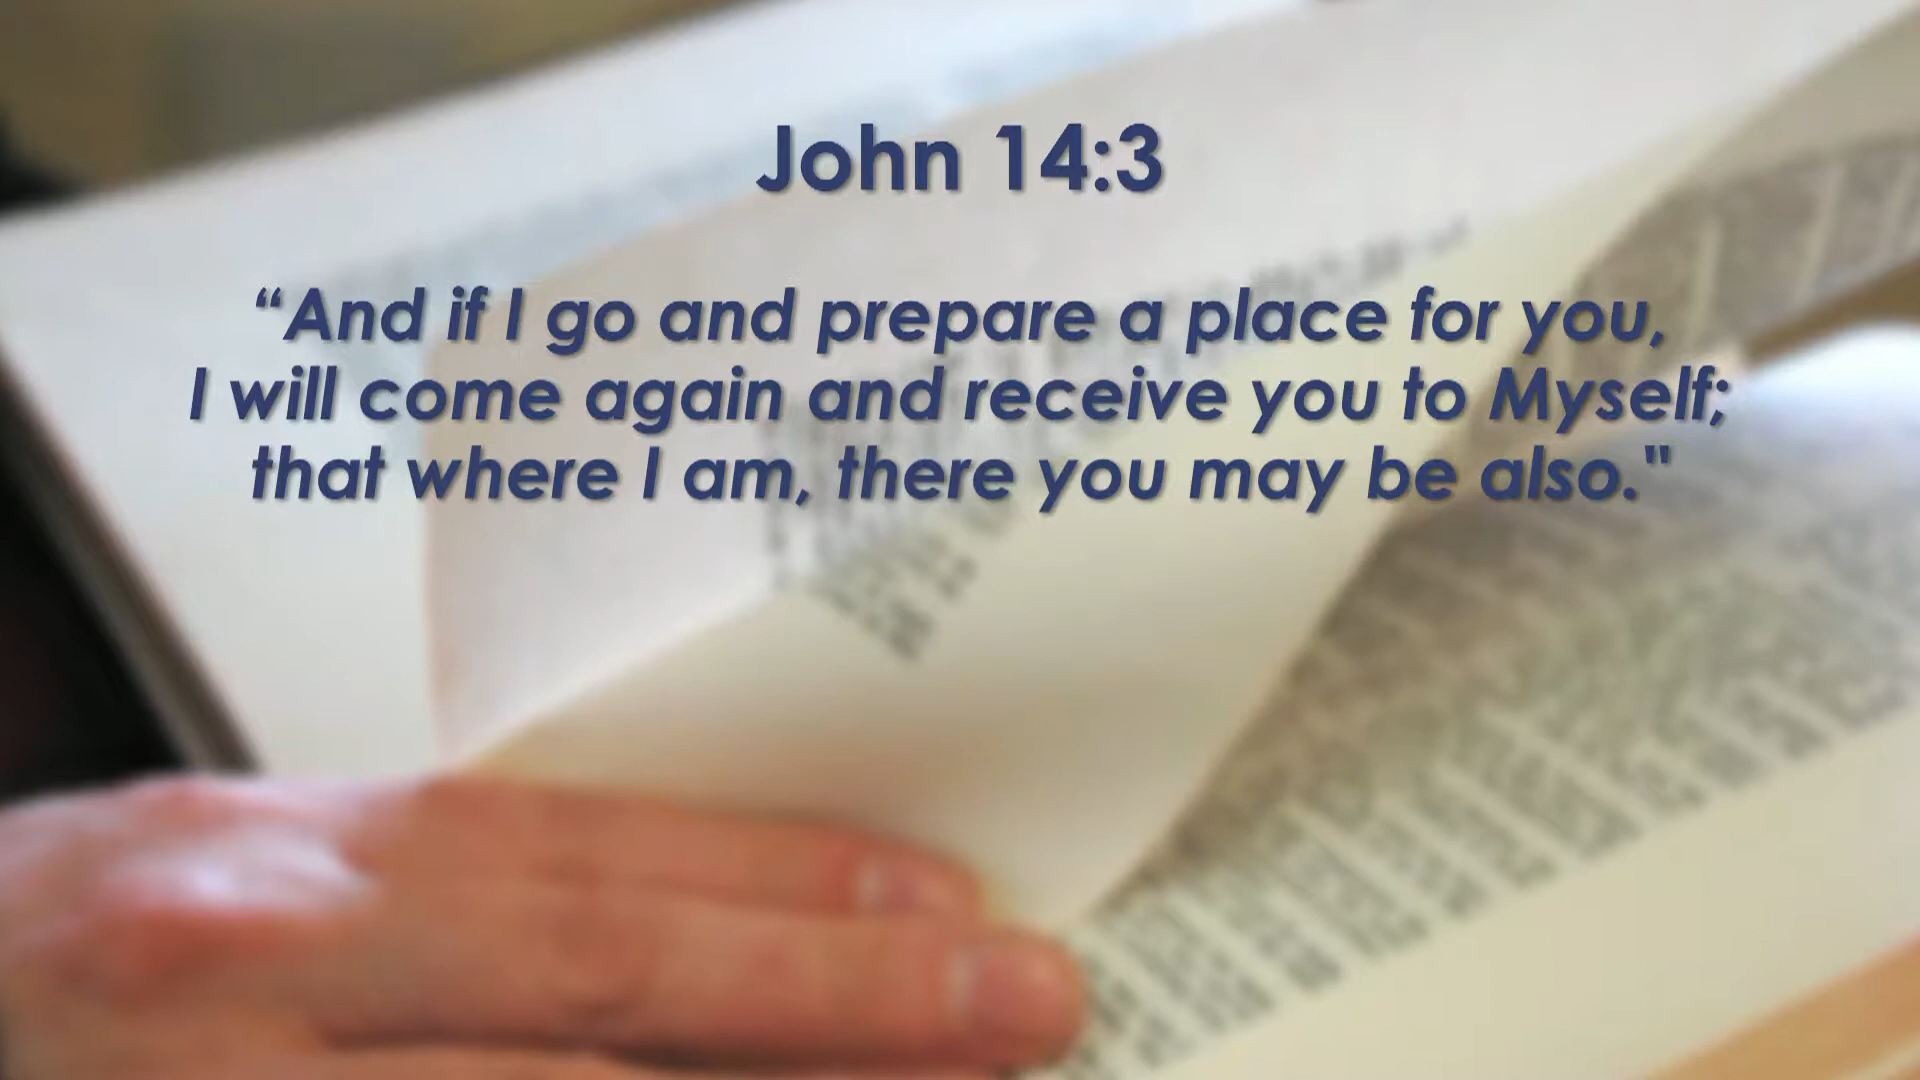 John 14:3
“And if I go and prepare a place for you,
I will come again and receive you to Myself;
that where I am, there you may be also."